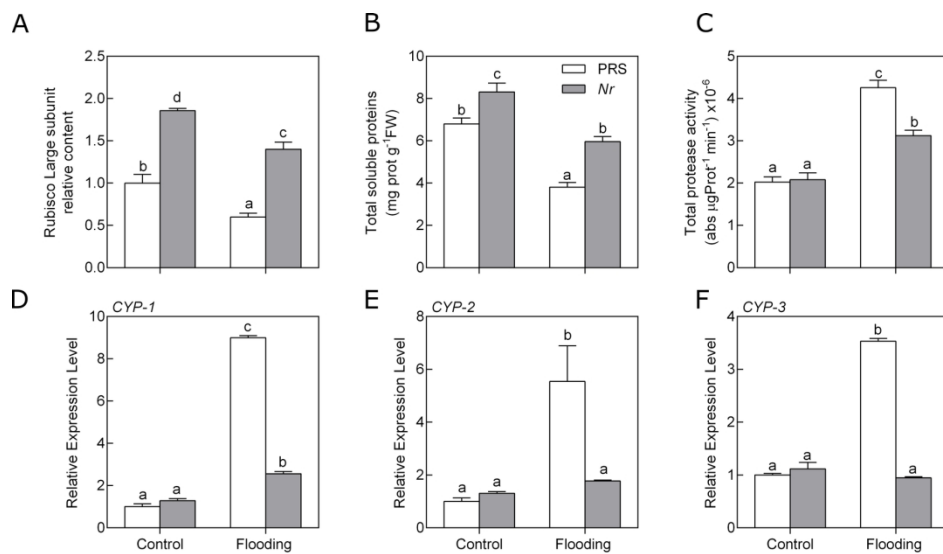 A
Rubisco Large subunit
relative content
2.5
2.0
1.5
1.0
0.5
0.0
b
d
a
c
B
Total soluble proteins
(mg prot g⁻¹FW)
10
8
6
4
2
0
b
c
a
b
PRS
Nr
C
Total protease activity
(abs µgProt⁻¹ min⁻¹) x10⁻⁶
5
4
3
2
1
0
a
a
c
b
D
CYP-1
Relative Expression Level
10
8
6
4
2
0
a
a
c
b
Control
Flooding
E
CYP-2
Relative Expression Level
8
6
4
2
0
a
a
b
a
Control
Flooding
F
CYP-3
Relative Expression Level
4
3
2
1
0
a
a
b
a
Control
Flooding